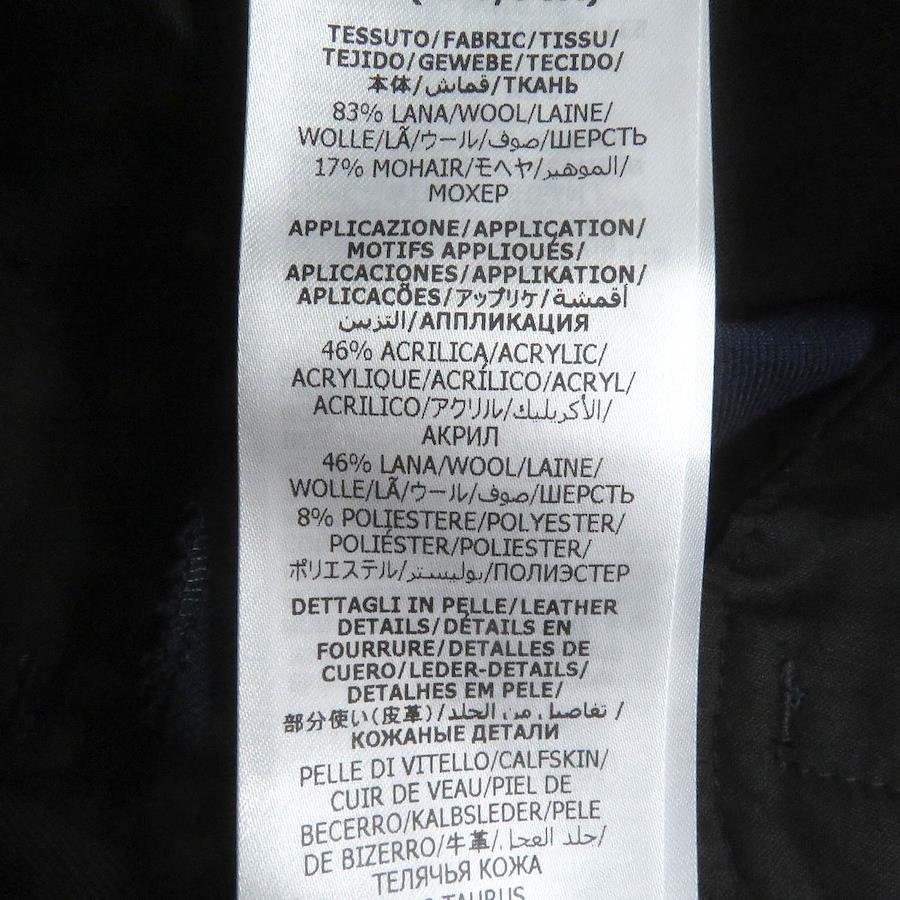 TESSUTO/FABRIC/TISSU/
TEJIDO/GEWEBE/TECIDO/
本体/قماش/ТКАНЬ
83% LANA/WOOL/LAINE/
WOLLE/LÃ/ウール/صوف/ШЕРСТЬ
17% MOHAIR/モヘヤ/الموهير/
МОХЕР
APPLICAZIONE/APPLICATION/
MOTIFS APPLIQUÉS/
APLICACIONES/APPLIKATION/
APLICACÕES/アップリケ/أقمشة
التزيين/АППЛИКАЦИЯ
46% ACRILICA/ACRYLIC/
ACRYLIQUE/ACRÍLICO/ACRYL/
ACRILICO/アクリル/الأكريليك/
АКРИЛ
46% LANA/WOOL/LAINE/
WOLLE/LÃ/ウール/صوف/ШЕРСТЬ
8% POLIESTERE/POLYESTER/
POLIÉSTER/POLIESTER/
ポリエステル/بوليستر/ПОЛИЭСТЕР
DETTAGLI IN PELLE/LEATHER
DETAILS/DÉTAILS EN
FOURRURE/DETALLES DE
CUERO/LEDER-DETAILS/
DETALHES EM PELE/
部分使い(皮革)/تفاصيل من الجلد/
КОЖАНЫЕ ДЕТАЛИ
PELLE DI VITELLO/CALFSKIN/
CUIR DE VEAU/PIEL DE
BECERRO/KALBSLEDER/PELE
DE BIZERRO/牛革/جلد العجل/
ТЕЛЯЧЬЯ КОЖА
TAURUS